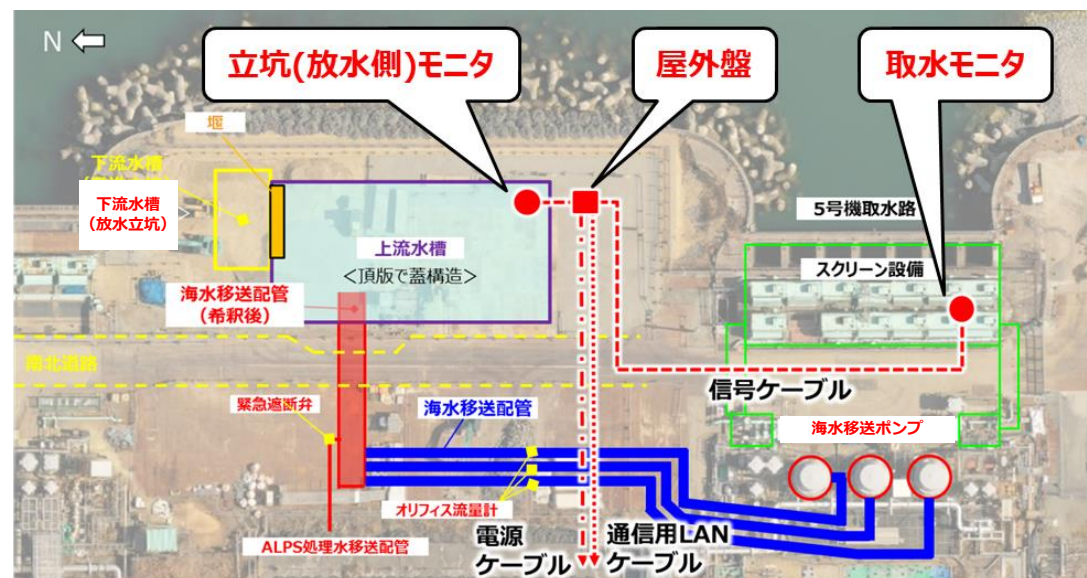 N
立坑(放水側)モニタ
屋外盤
取水モニタ
堰
下流水槽
下流水槽
（放水立坑）
5号機取水路
上流水槽
＜頂版で蓋構造＞
スクリーン設備
海水移送配管
（希釈後）
南北道路
信号ケーブル
緊急遮断弁
海水移送配管
海水移送ポンプ
オリフィス流量計
ALPS処理水移送配管
電源
ケーブル
通信用LAN
ケーブル